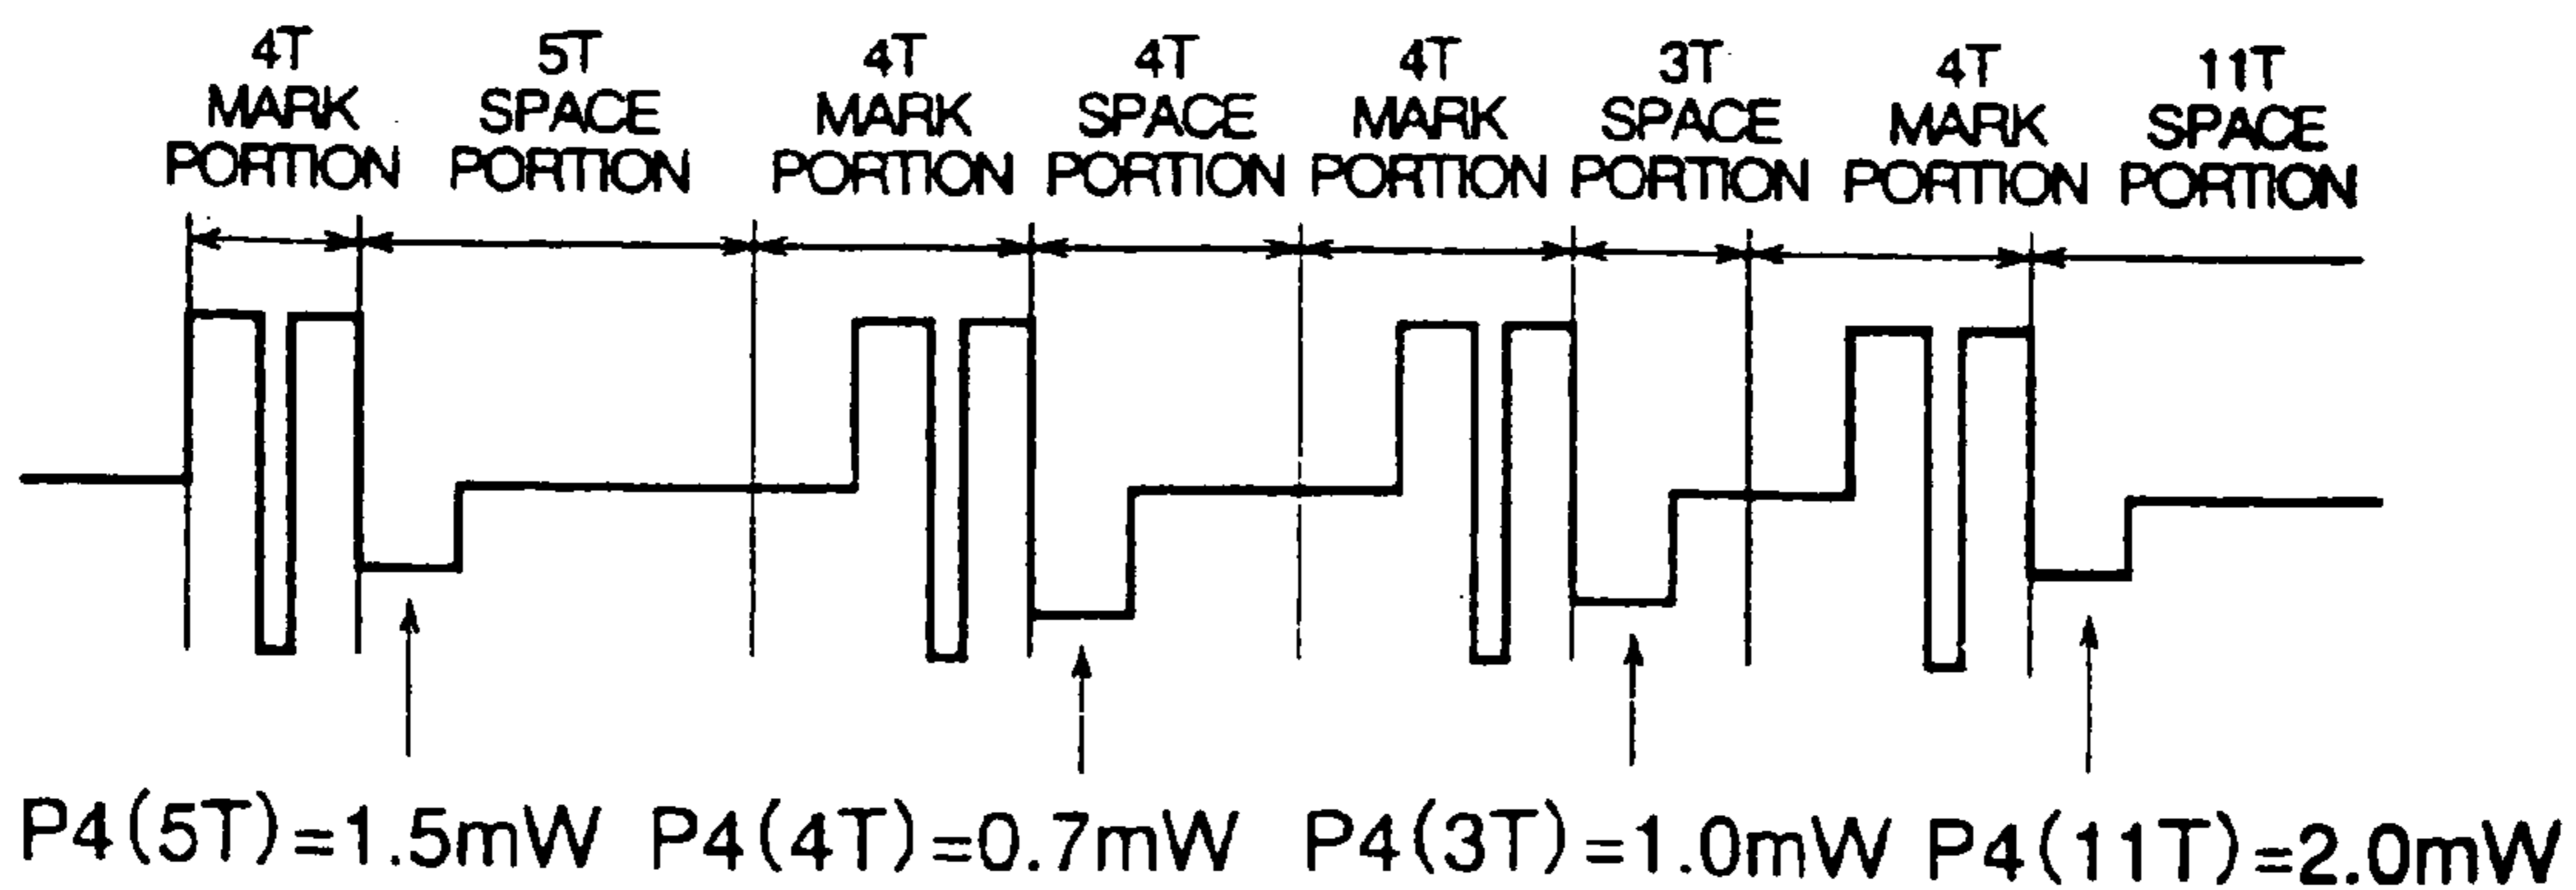 4T
MARK
PORTION
5T
SPACE
PORTION
4T
MARK
PORTION
4T
SPACE
PORTION
4T
MARK
PORTION
3T
SPACE
PORTION
4T
MARK
PORTION
11T
SPACE
PORTION
P4(5T)=1.5mW
P4(4T)=0.7mW
P4(3T)=1.0mW
P4(11T)=2.0mW